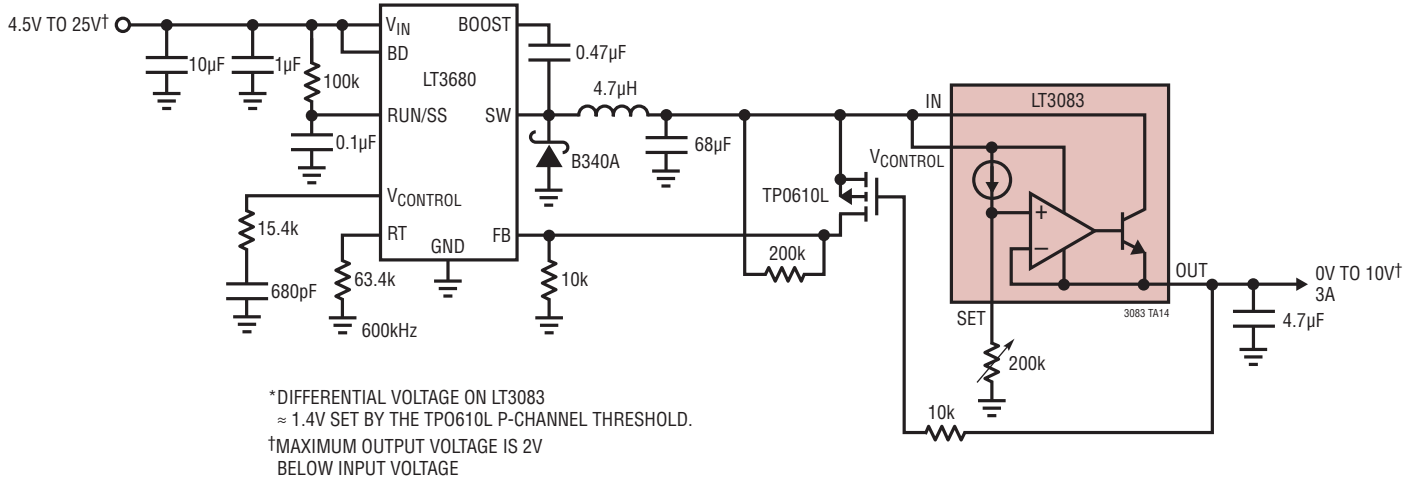 4.5V TO 25V†
10µF
1µF
100k
0.1µF
15.4k
680pF
63.4k
600kHz
VIN
BD
RUN/SS
VCONTROL
RT
GND
BOOST
LT3680
SW
FB
0.47µF
4.7µH
B340A
68µF
10k
200k
TP0610L
IN
VCONTROL
LT3083
+
–
OUT
SET
3083 TA14
200k
10k
0V TO 10V†
3A
4.7µF
*DIFFERENTIAL VOLTAGE ON LT3083
≈ 1.4V SET BY THE TP0610L P-CHANNEL THRESHOLD.
†MAXIMUM OUTPUT VOLTAGE IS 2V
BELOW INPUT VOLTAGE